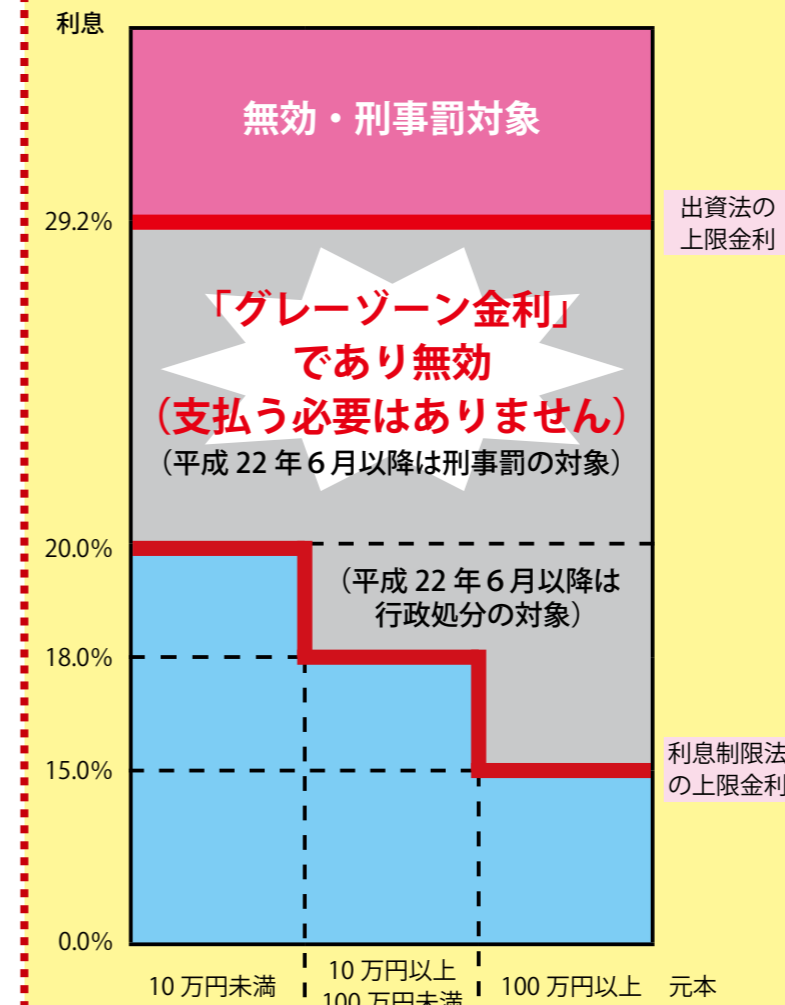 利息
無効・刑事罰対象
29.2%
出資法の
上限金利
「グレーゾーン金利」
であり無効
（支払う必要はありません）
（平成 22 年６月以降は刑事罰の対象）
20.0%
（平成 22 年６月以降は
行政処分の対象）
18.0%
15.0%
利息制限法
の上限金利
0.0%
10 万円未満
10 万円以上
100 万円未満
100 万円以上
元本